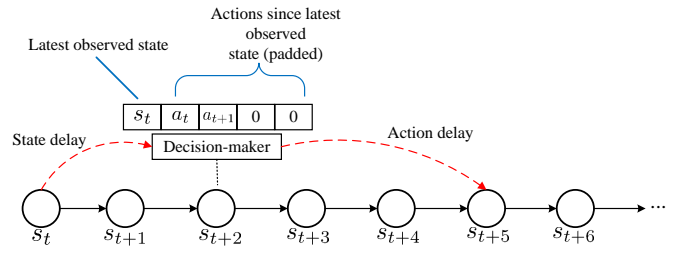 Actions since latest
observed
state (padded)
Latest observed state
s_t a_t a_{t+1} 0 0
State delay
Decision-maker
Action delay
...
s_t s_{t+1} s_{t+2} s_{t+3} s_{t+4} s_{t+5} s_{t+6}